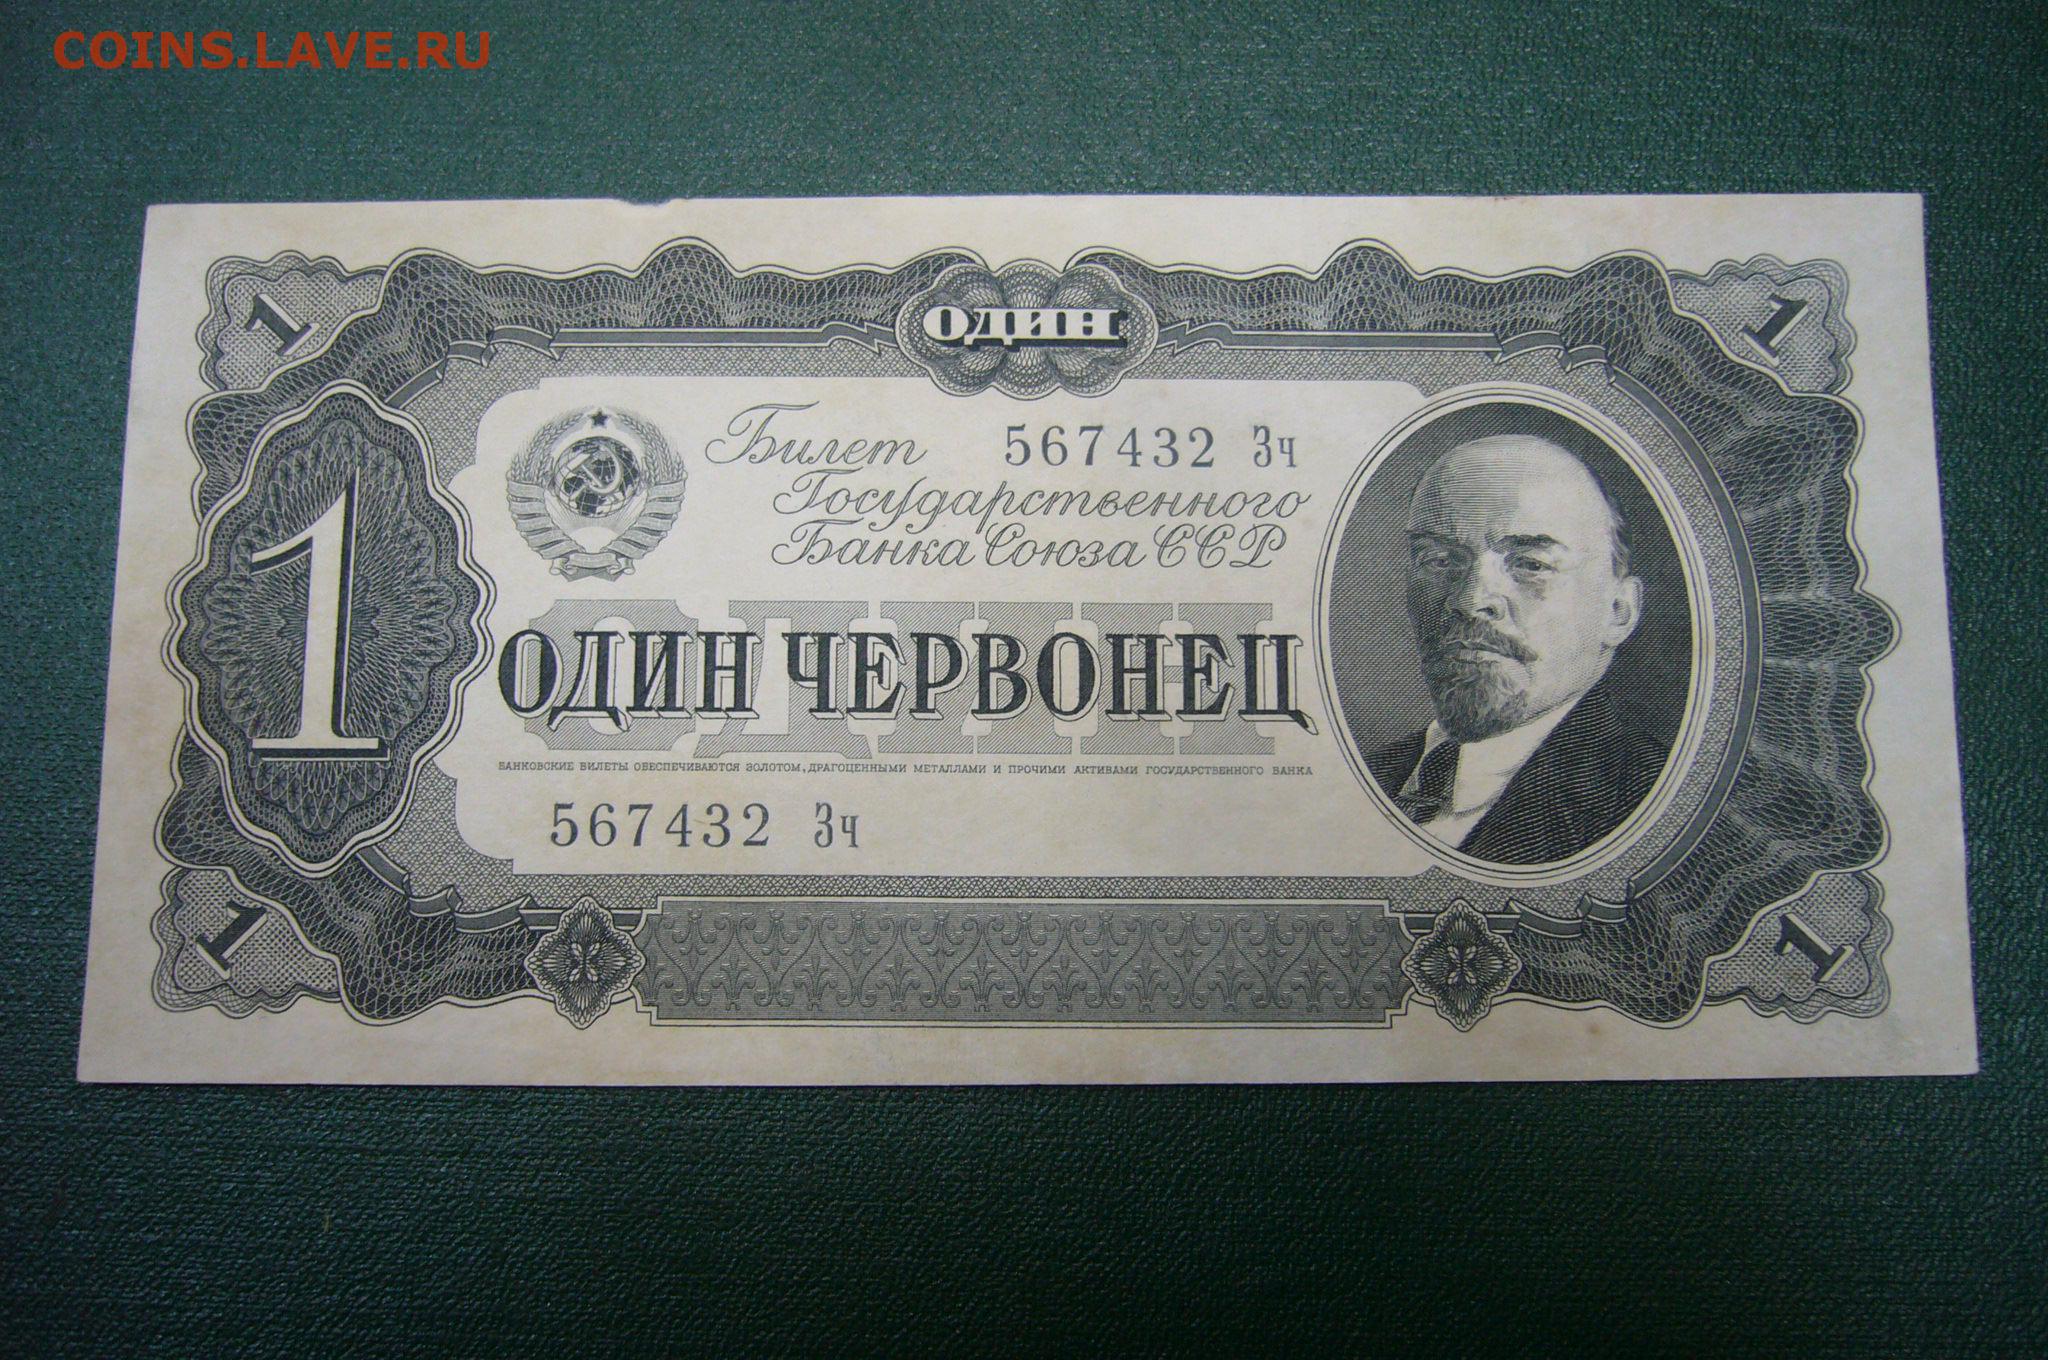 COINS.LAVE.RU
1
один
1
Билет 567432 Зч
Государственного
Банка Союза ССР
1
ОДИН
ОДИН ЧЕРВОНЕЦ
БАНКОВСКИЕ БИЛЕТЫ ОБЕСПЕЧИВАЮТСЯ ЗОЛОТОМ, ДРАГОЦЕННЫМИ МЕТАЛЛАМИ И ПРОЧИМИ АКТИВАМИ ГОСУДАРСТВЕННОГО БАНКА
567432 Зч
1
1